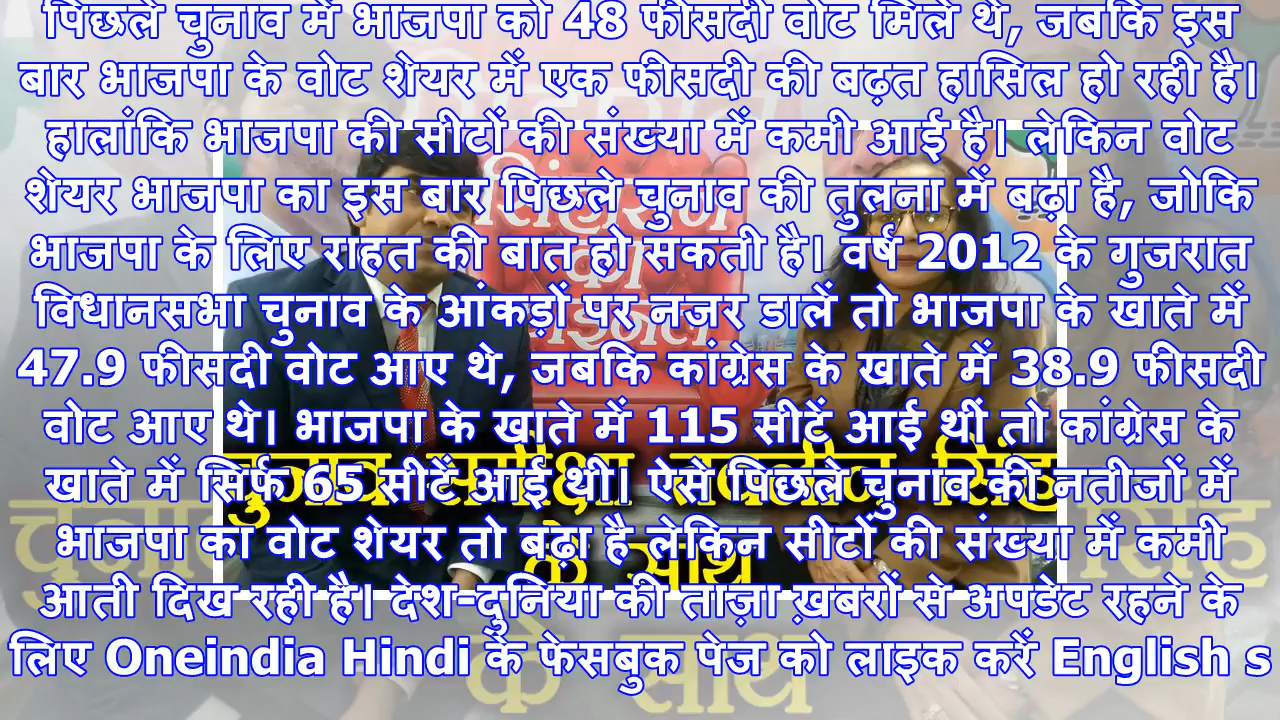 पिछले चुनाव में भाजपा को 48 फीसदी वोट मिले थे, जबकि इस
बार भाजपा के वोट शेयर में एक फीसदी की बढ़त हासिल हो रही है।
हालांकि भाजपा की सीटों की संख्या में कमी आई है। लेकिन वोट
शेयर भाजपा का इस बार पिछले चुनाव की तुलना में बढ़ा है, जोकि
भाजपा के लिए राहत की बात हो सकती है। वर्ष 2012 के गुजरात
विधानसभा चुनाव के आंकड़ों पर नजर डालें तो भाजपा के खाते में
47.9 फीसदी वोट आए थे, जबकि कांग्रेस के खाते में 38.9 फीसदी
वोट आए थे। भाजपा के खाते में 115 सीटें आई थीं तो कांग्रेस के
खाते में सिर्फ 65 सीटें आई थी। ऐसे पिछले चुनाव की नतीजों में
भाजपा का वोट शेयर तो बढ़ा है लेकिन सीटों की संख्या में कमी
आती दिख रही है। देश-दुनिया की ताज़ा ख़बरों से अपडेट रहने के
लिए Oneindia Hindi के फेसबुक पेज को लाइक करें English s
सिंहासन
का
चुनाव समीक्षा सिंह
के साथ
चुनाव सिंह
के साथ